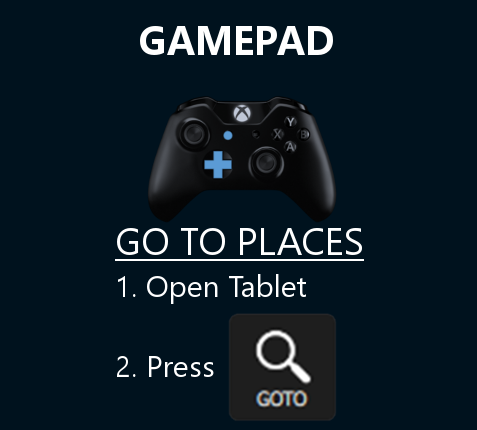 GAMEPAD
Y
X B
A
GO TO PLACES
1. Open Tablet
2. Press
GOTO